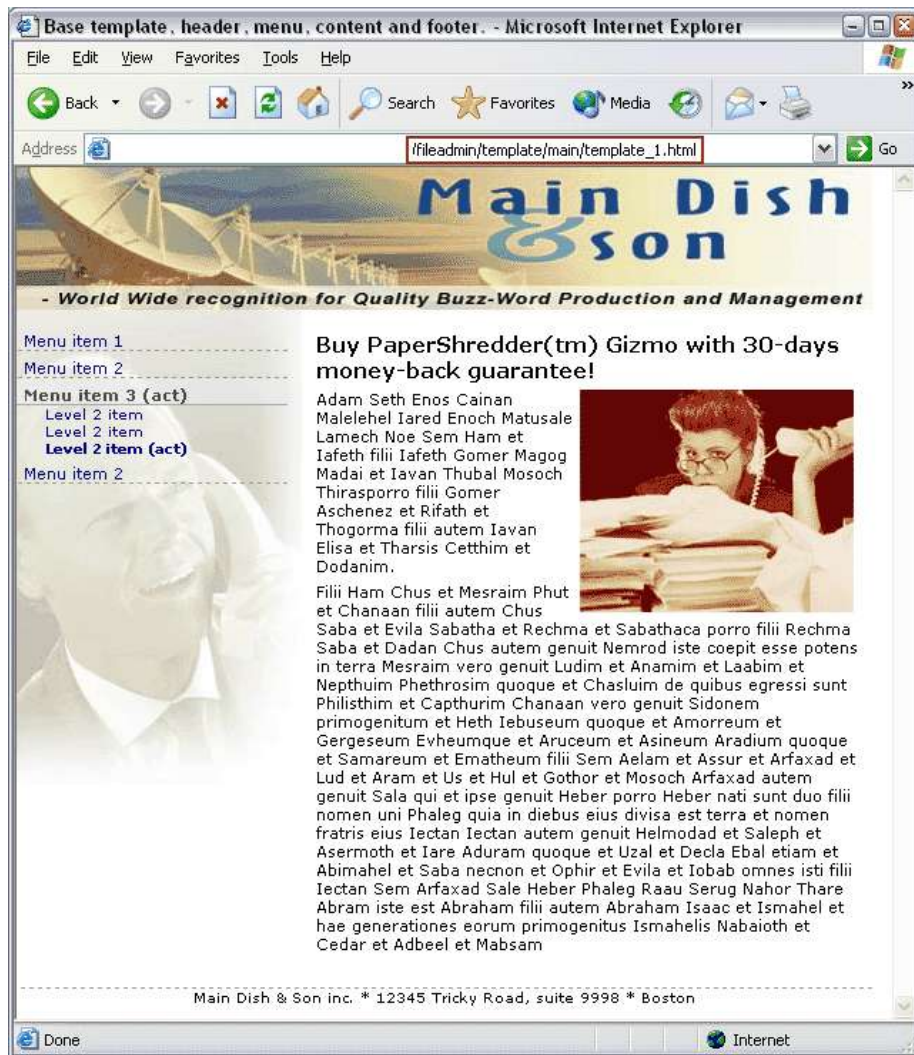 Base template, header, menu, content and footer. - Microsoft Internet Explorer
File Edit View Favorites Tools Help
Back Search Favorites Media »
Address /fileadmin/template/main/template_1.html Go
Main Dish
& son
- World Wide recognition for Quality Buzz-Word Production and Management
Menu item 1
Menu item 2
Menu item 3 (act)
Level 2 item
Level 2 item
Level 2 item (act)
Menu item 2
Buy PaperShredder(tm) Gizmo with 30-days
money-back guarantee!
Adam Seth Enos Cainan
Malelehel Iared Enoch Matusale
Lamech Noe Sem Ham et
Iafeth filii Iafeth Gomer Magog
Madai et Iavan Thubal Mosoch
Thirasporro filii Gomer
Aschenez et Rifath et
Thogorma filii autem Iavan
Elisa et Tharsis Cetthim et
Dodanim.
Filii Ham Chus et Mesraim Phut
et Chanaan filii autem Chus
Saba et Evila Sabatha et Rechma et Sabathaca porro filii Rechma
Saba et Dadan Chus autem genuit Nemrod iste coepit esse potens
in terra Mesraim vero genuit Ludim et Anamim et Laabim et
Nepthuim Phethrosim quoque et Chasluim de quibus egressi sunt
Philisthim et Capthurim Chanaan vero genuit Sidonem
primogenitum et Heth Iebuseum quoque et Amorreum et
Gergeseum Evheumque et Aruceum et Asineum Aradium quoque
et Samareum et Ematheum filii Sem Aelam et Assur et Arfaxad et
Lud et Aram et Us et Hul et Gothor et Mosoch Arfaxad autem
genuit Sala qui et ipse genuit Heber porro Heber nati sunt duo filii
nomen uni Phaleg quia in diebus eius divisa est terra et nomen
fratris eius Iectan Iectan autem genuit Helmodad et Saleph et
Asermoth et Iare Aduram quoque et Uzal et Decla Ebal etiam et
Abimahel et Saba necnon et Ophir et Evila et Iobab omnes isti filii
Iectan Sem Arfaxad Sale Heber Phaleg Raau Serug Nahor Thare
Abram iste est Abraham filii autem Abraham Isaac et Ismahel et
hae generationes eorum primogenitus Ismahelis Nabaioth et
Cedar et Adbeel et Mabsam
Main Dish & Son inc. * 12345 Tricky Road, suite 9998 * Boston
Done Internet